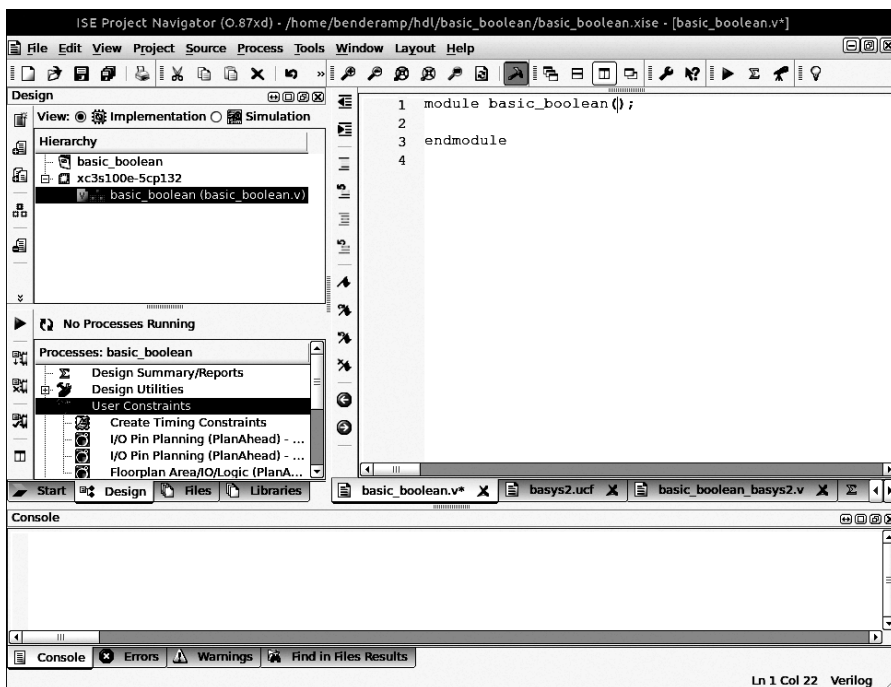 ISE Project Navigator (O.87xd) - /home/benderamp/hdl/basic_boolean/basic_boolean.xise - [basic_boolean.v*]
File Edit View Project Source Process Tools Window Layout Help
Design
View: Implementation Simulation
Hierarchy
basic_boolean
xc3s100e-5cp132
basic_boolean (basic_boolean.v)
No Processes Running
Processes: basic_boolean
Design Summary/Reports
Design Utilities
User Constraints
Create Timing Constraints
I/O Pin Planning (PlanAhead) - ...
I/O Pin Planning (PlanAhead) - ...
Floorplan Area/IO/Logic (PlanA...
Start Design Files Libraries
1 module basic_boolean();
2
3 endmodule
4
basic_boolean.v* basys2.ucf basic_boolean_basys2.v
Console
Console Errors Warnings Find in Files Results
Ln 1 Col 22 Verilog